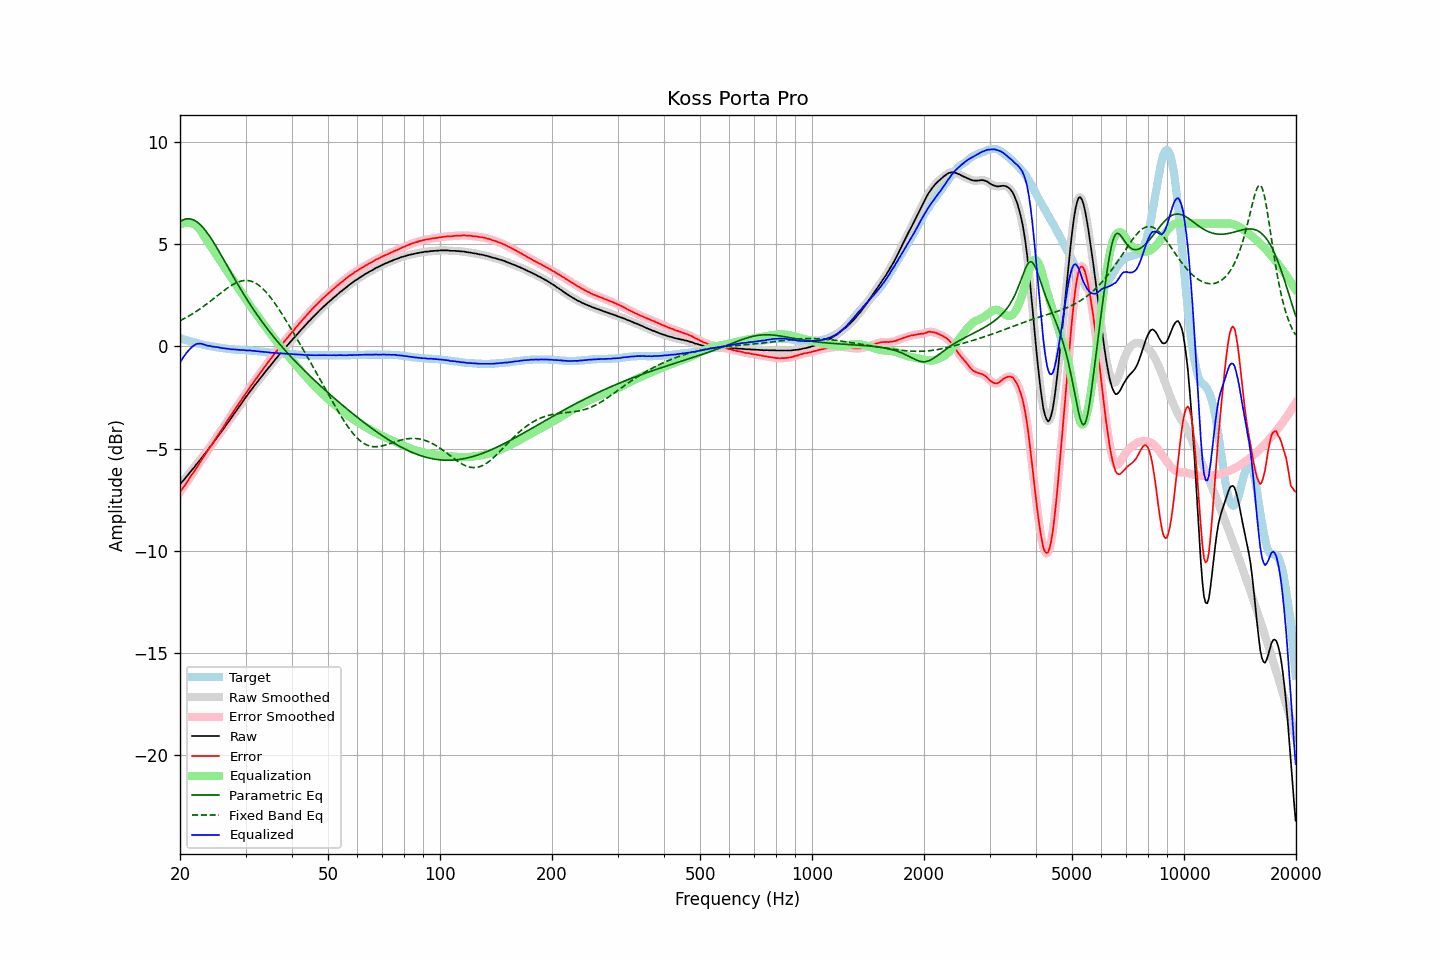 Koss Porta Pro
Amplitude (dBr)
10
5
0
−5
−10
−15
−20
Target
Raw Smoothed
Error Smoothed
Raw
Error
Equalization
Parametric Eq
Fixed Band Eq
Equalized
20 50 100 200 500 1000 2000 5000 10000 20000
Frequency (Hz)